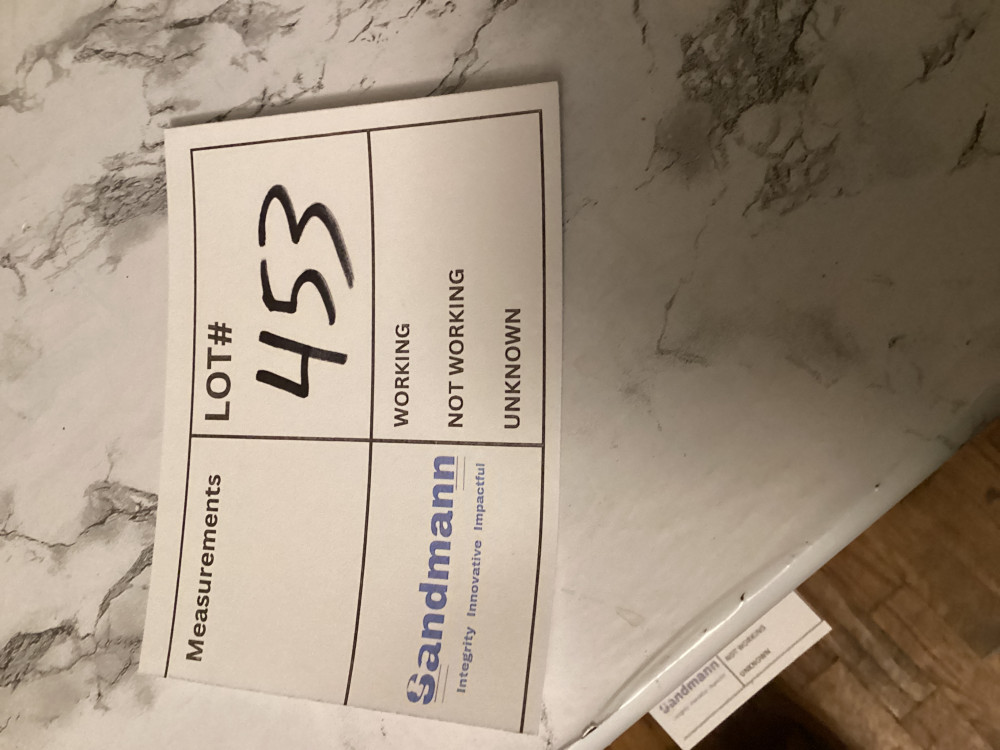 Measurements
LOT#
453
WORKING
NOT WORKING
UNKNOWN
Sandmann
Integrity Innovative Impactful
NOT WORKING
UNKNOWN
Sandmann